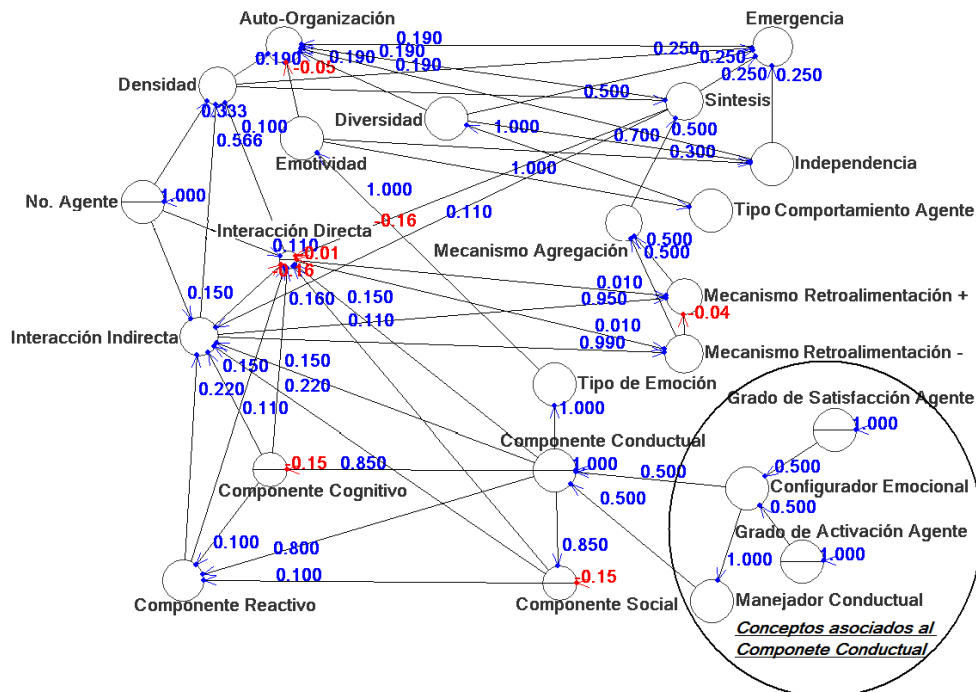 Auto-Organización
Emergencia
0.190
0.190
0.250
0.190
0.190
0.190
-0.05
0.250
0.250
0.250
Densidad
0.500
Sintesis
0.333
Diversidad
0.100
1.000
0.500
0.566
0.700
Emotividad
0.300
Independencia
1.000
No. Agente
1.000
1.000
-0.16
0.110
Tipo Comportamiento Agente
Interacción Directa
0.110
-0.01
-0.16
Mecanismo Agregación
0.500
0.500
0.010
0.150
0.160
0.150
0.950
Mecanismo Retroalimentación +
0.110
-0.04
0.010
Interacción Indirecta
0.990
Mecanismo Retroalimentación -
0.150
0.150
0.220
0.220
Tipo de Emoción
0.110
1.000
Grado de Satisfacción Agente
1.000
Componente Conductual
-0.15
0.850
1.000
0.500
0.500
Componente Cognitivo
Configurador Emocional
0.500
0.500
Grado de Activación Agente
0.100
0.800
0.850
1.000
1.000
0.100
-0.15
Componente Reactivo
Componente Social
Manejador Conductual
Conceptos asociados al
Componete Conductual